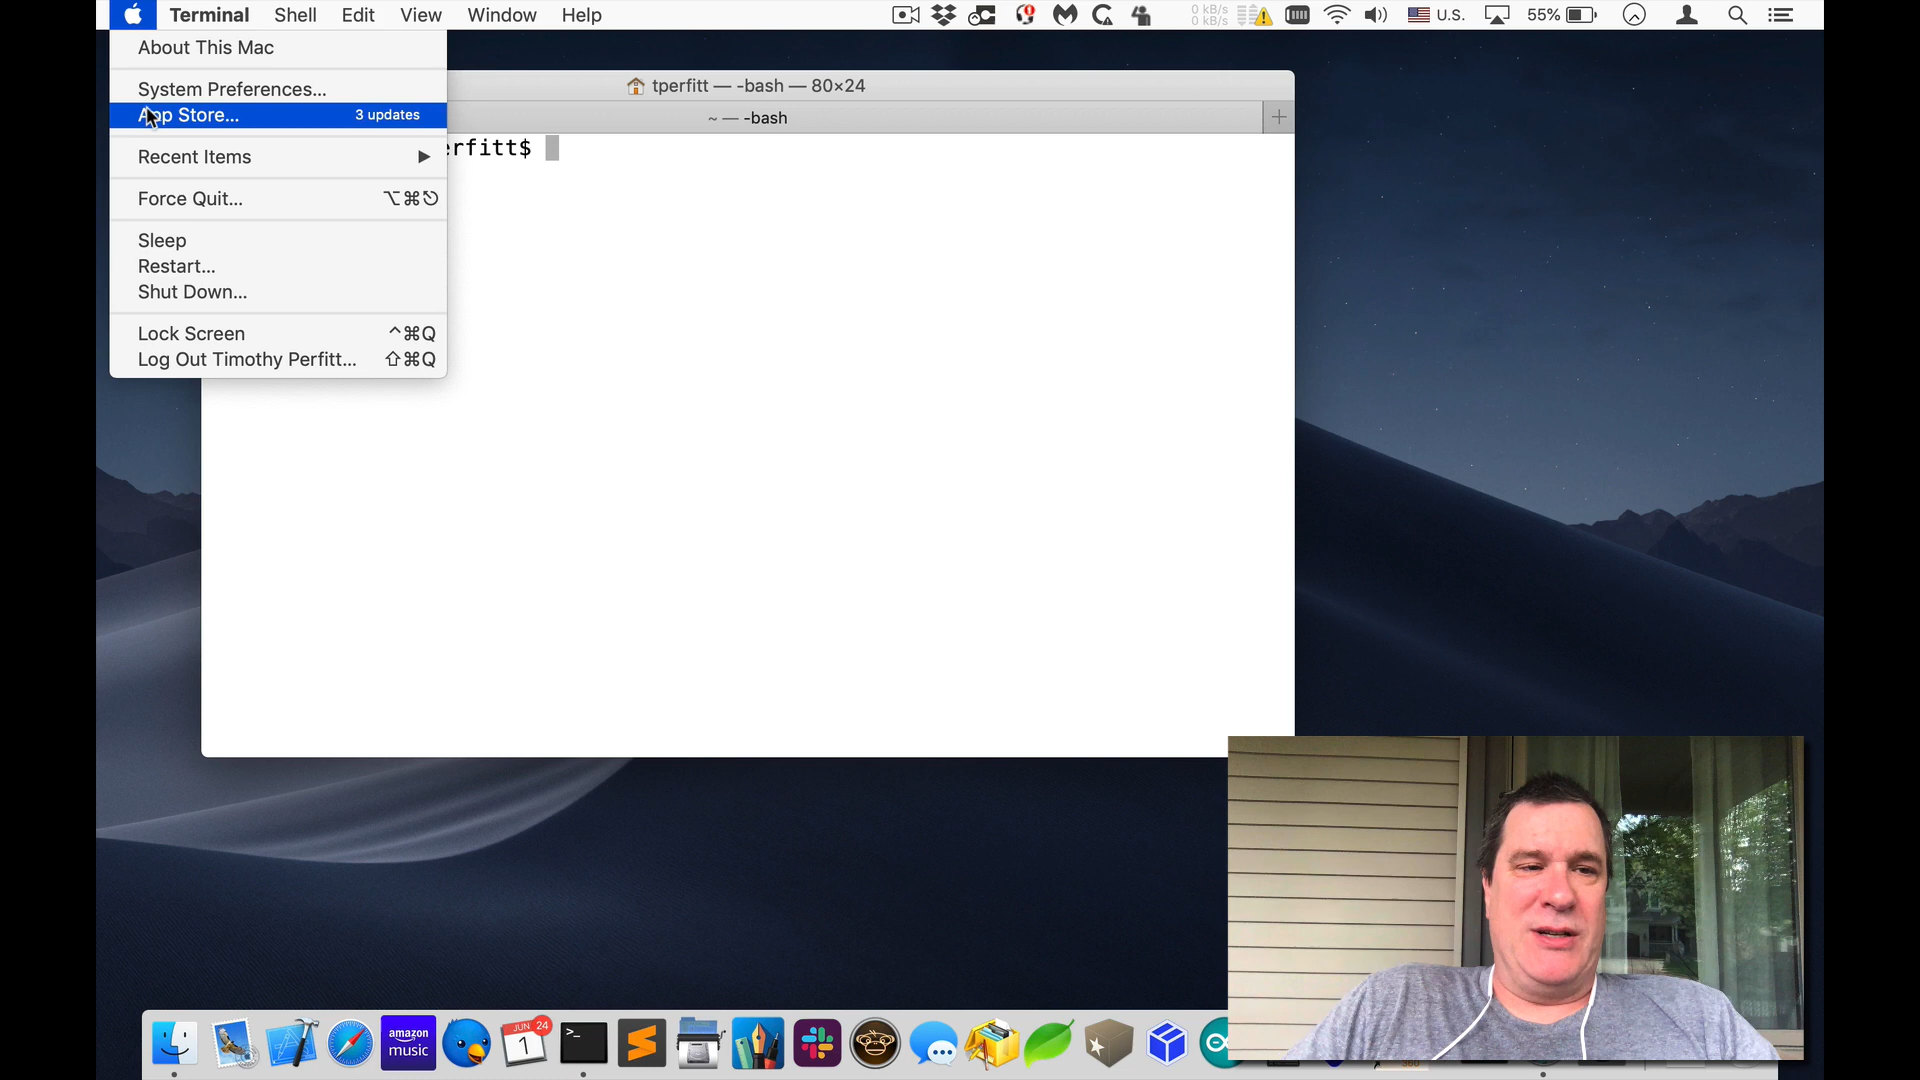 Terminal Shell Edit View Window Help
0 kB/s
0 kB/s
U.S.
55%
About This Mac
System Preferences...
App Store... 3 updates
Recent Items
Force Quit... ⌥⌘⎋
Sleep
Restart...
Shut Down...
Lock Screen ^⌘Q
Log Out Timothy Perfitt... ⇧⌘Q
tperfitt — -bash — 80×24
~ — -bash
erfitt$
amazon
music
JUN 24
1
>_